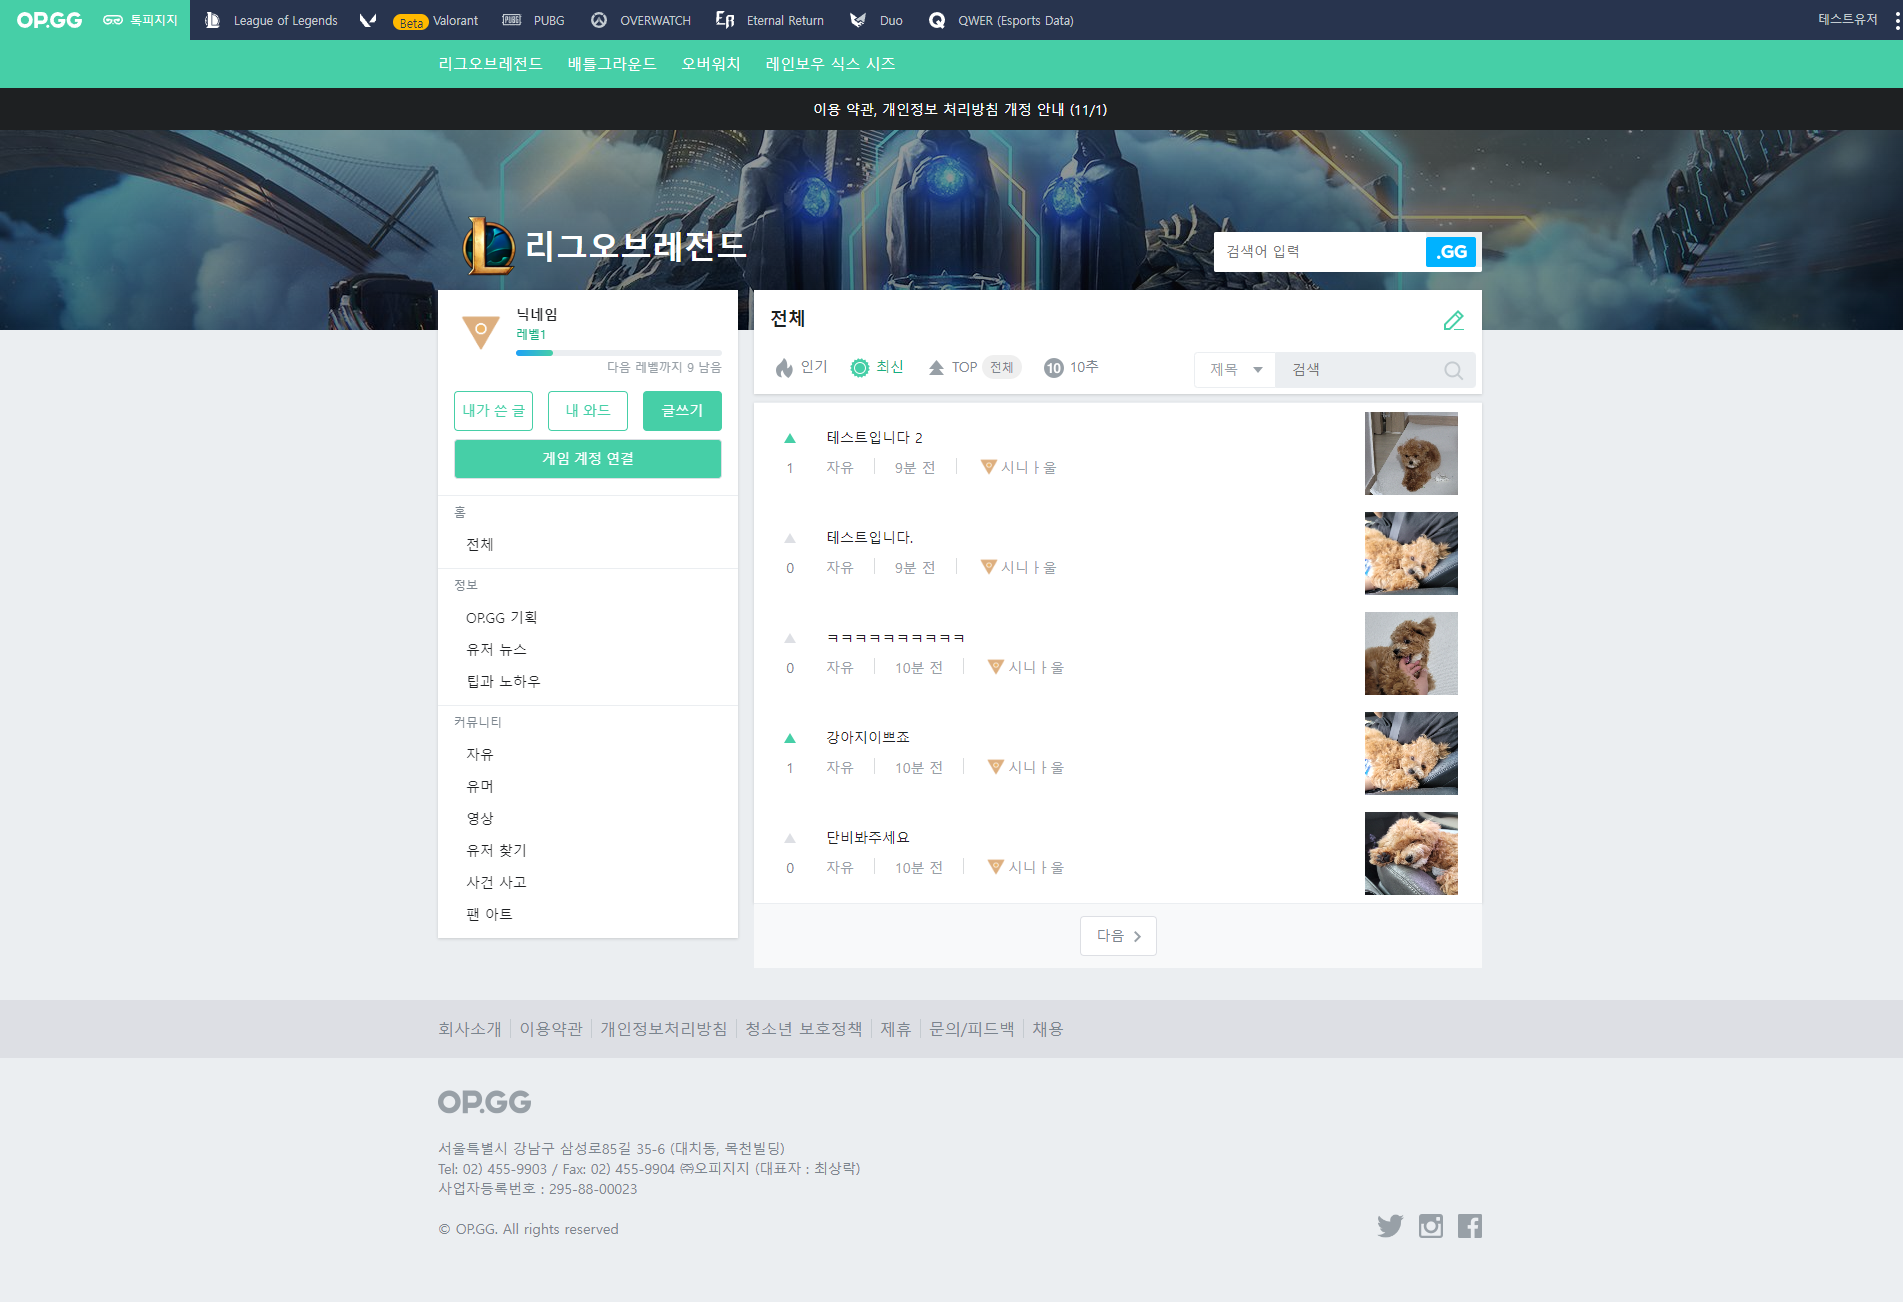 OP.GG 톡피지지 League of Legends Beta Valorant PUBG OVERWATCH Eternal Return Duo QWER (Esports Data) 테스트유저
리그오브레전드 배틀그라운드 오버워치 레인보우 식스 시즈
이용 약관, 개인정보 처리방침 개정 안내 (11/1)
리그오브레전드
검색어 입력 .GG
닉네임
레벨1
다음 레벨까지 9 남음
내가 쓴 글 내 와드 글쓰기
게임 계정 연결
홈
전체
정보
OP.GG 기획
유저 뉴스
팁과 노하우
커뮤니티
자유
유머
영상
유저 찾기
사건 사고
팬 아트
전체
인기 최신 TOP 전체 10 10추 제목 검색
테스트입니다 2
1 자유 9분 전 시니ㅏ울
테스트입니다.
0 자유 9분 전 시니ㅏ울
ㅋㅋㅋㅋㅋㅋㅋㅋㅋㅋ
0 자유 10분 전 시니ㅏ울
강아지이쁘죠
1 자유 10분 전 시니ㅏ울
단비봐주세요
0 자유 10분 전 시니ㅏ울
다음
회사소개 이용약관 개인정보처리방침 청소년 보호정책 제휴 문의/피드백 채용
OP.GG
서울특별시 강남구 삼성로85길 35-6 (대치동, 목천빌딩)
Tel: 02) 455-9903 / Fax: 02) 455-9904 ㈜오피지지 (대표자 : 최상락)
사업자등록번호 : 295-88-00023
© OP.GG. All rights reserved